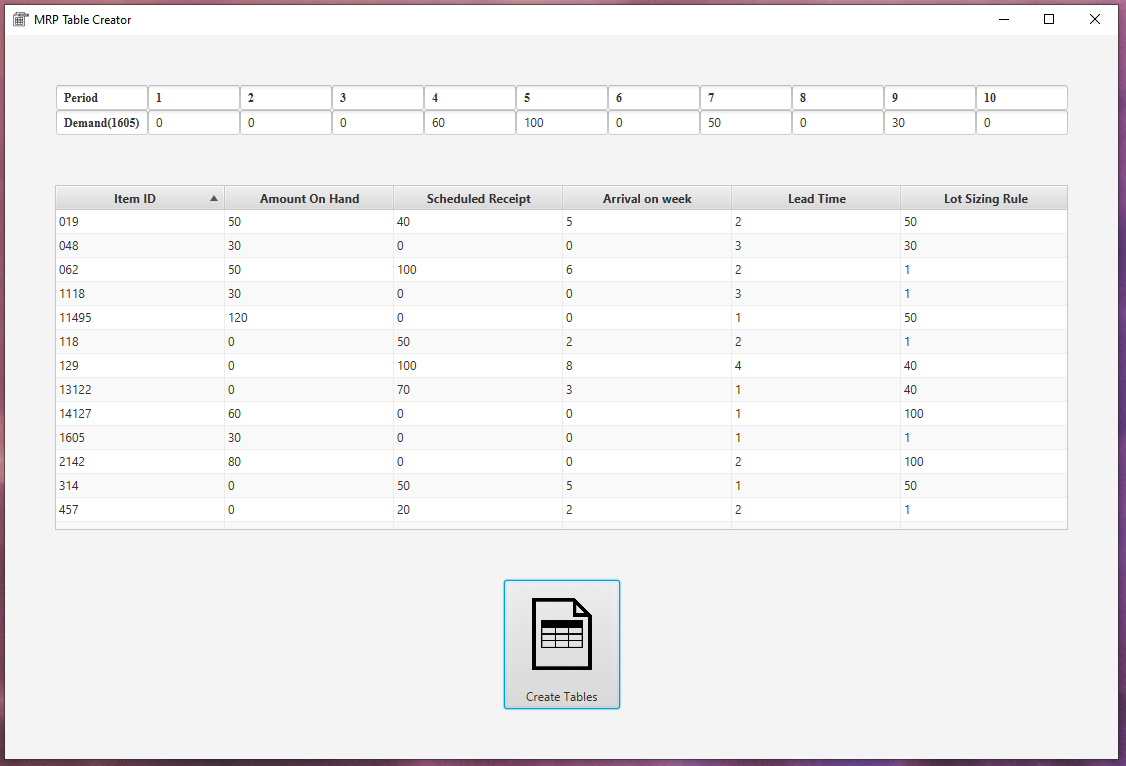 MRP Table Creator
Period 1 2 3 4 5 6 7 8 9 10
Demand(1605) 0 0 0 60 100 0 50 0 30 0
Item ID Amount On Hand Scheduled Receipt Arrival on week Lead Time Lot Sizing Rule
019 50 40 5 2 50
048 30 0 0 3 30
062 50 100 6 2 1
1118 30 0 0 3 1
11495 120 0 0 1 50
118 0 50 2 2 1
129 0 100 8 4 40
13122 0 70 3 1 40
14127 60 0 0 1 100
1605 30 0 0 1 1
2142 80 0 0 2 100
314 0 50 5 1 50
457 0 20 2 2 1
Create Tables